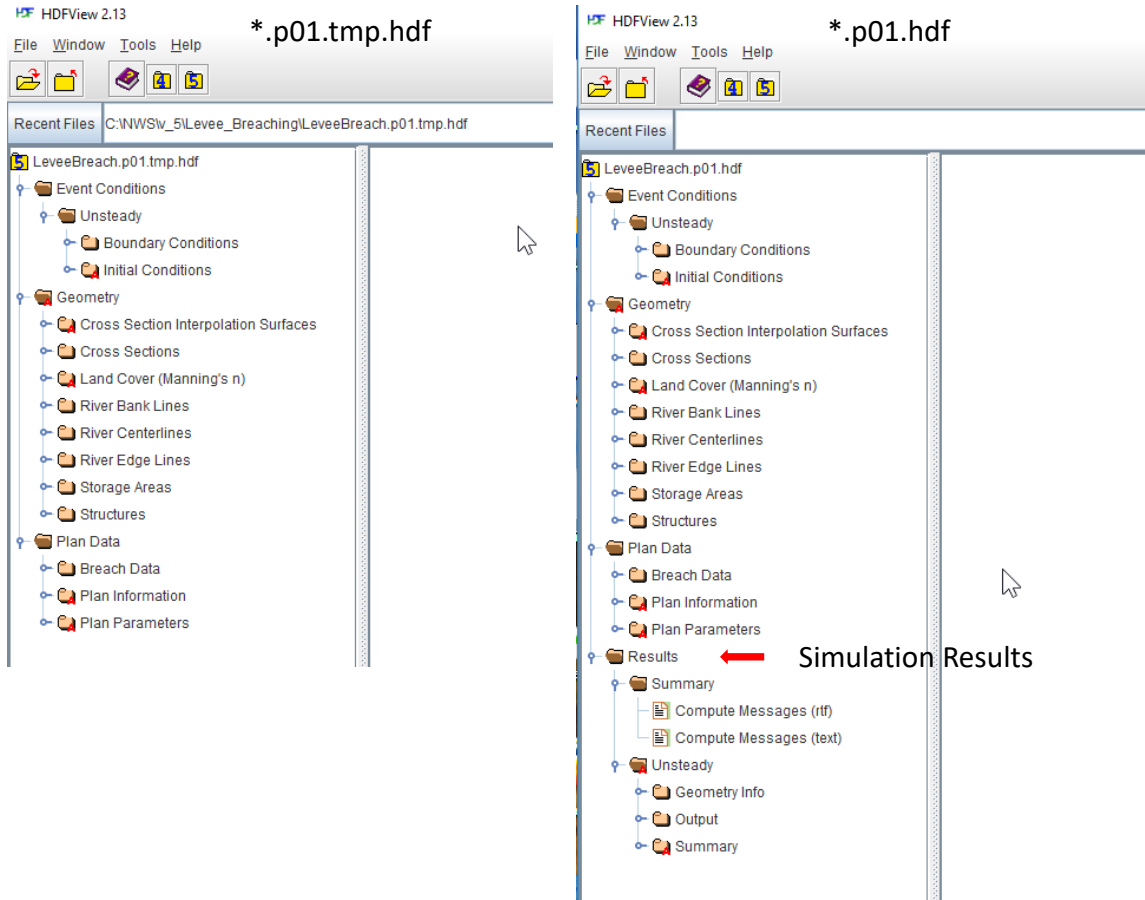 HDFView 2.13
*.p01.tmp.hdf
File Window Tools Help
4 5
Recent Files C:\NWS\v_5\Levee_Breaching\LeveeBreach.p01.tmp.hdf
5 LeveeBreach.p01.tmp.hdf
Event Conditions
Unsteady
Boundary Conditions
Initial Conditions
Geometry
Cross Section Interpolation Surfaces
Cross Sections
Land Cover (Manning's n)
River Bank Lines
River Centerlines
River Edge Lines
Storage Areas
Structures
Plan Data
Breach Data
Plan Information
Plan Parameters
HDFView 2.13
*.p01.hdf
File Window Tools Help
4 5
Recent Files
5 LeveeBreach.p01.hdf
Event Conditions
Unsteady
Boundary Conditions
Initial Conditions
Geometry
Cross Section Interpolation Surfaces
Cross Sections
Land Cover (Manning's n)
River Bank Lines
River Centerlines
River Edge Lines
Storage Areas
Structures
Plan Data
Breach Data
Plan Information
Plan Parameters
Results Simulation Results
Summary
Compute Messages (rtf)
Compute Messages (text)
Unsteady
Geometry Info
Output
Summary